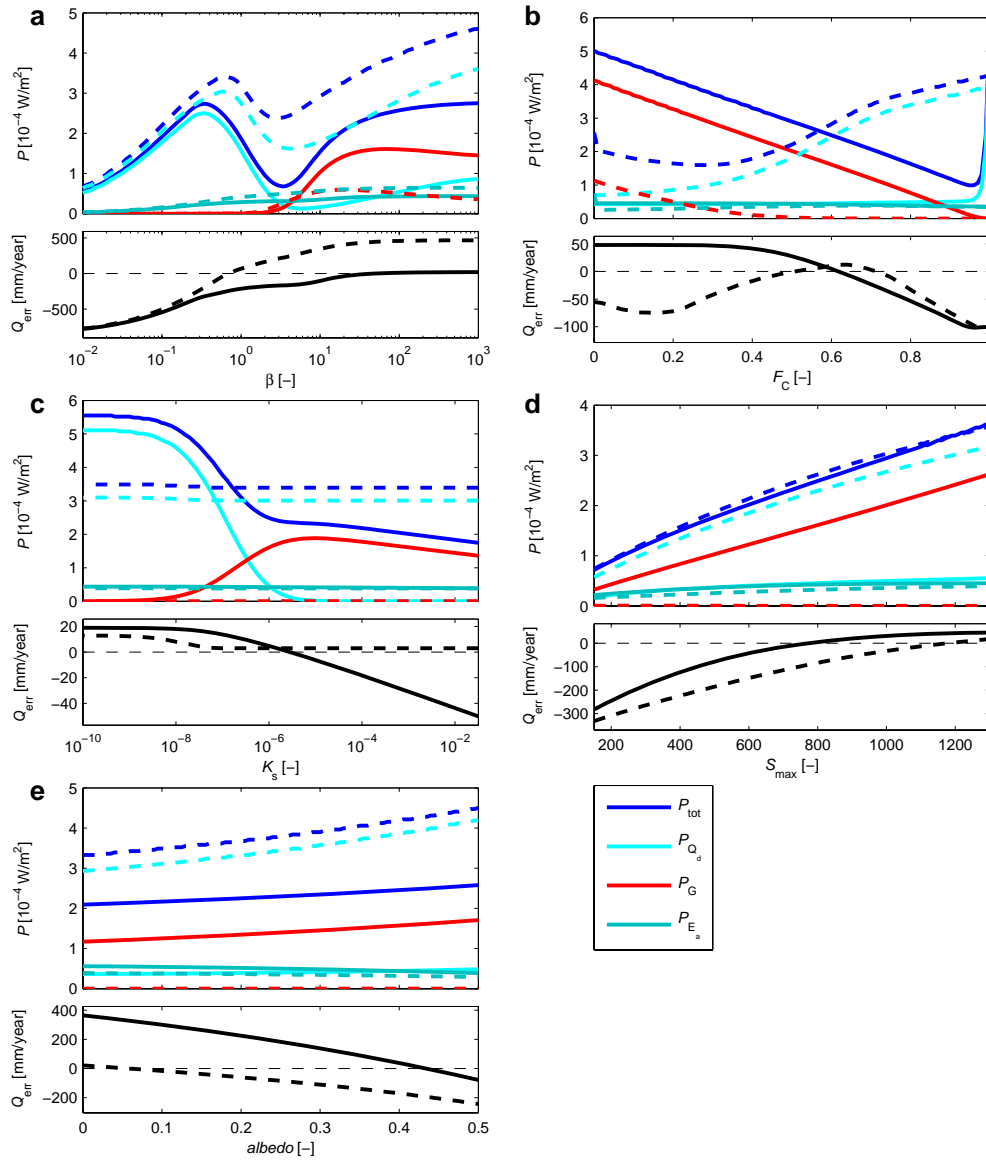 a
5
4
3
2
1
0
P [10⁻⁴ W/m²]
500
0
−500
Q_err [mm/year]
10⁻² 10⁻¹ 10⁰ 10¹ 10² 10³
β [−]
b
6
5
4
3
2
1
0
P [10⁻⁴ W/m²]
50
0
−50
−100
Q_err [mm/year]
0 0.2 0.4 0.6 0.8
F_C [−]
c
6
5
4
3
2
1
0
P [10⁻⁴ W/m²]
20
0
−20
−40
Q_err [mm/year]
10⁻¹⁰ 10⁻⁸ 10⁻⁶ 10⁻⁴ 10⁻²
K_s [−]
d
4
3
2
1
0
P [10⁻⁴ W/m²]
0
−100
−200
−300
Q_err [mm/year]
200 400 600 800 1000 1200
S_max [−]
e
5
4
3
2
1
0
P [10⁻⁴ W/m²]
400
200
0
−200
Q_err [mm/year]
0 0.1 0.2 0.3 0.4 0.5
albedo [−]
P_tot
P_Q_d
P_G
P_E_a